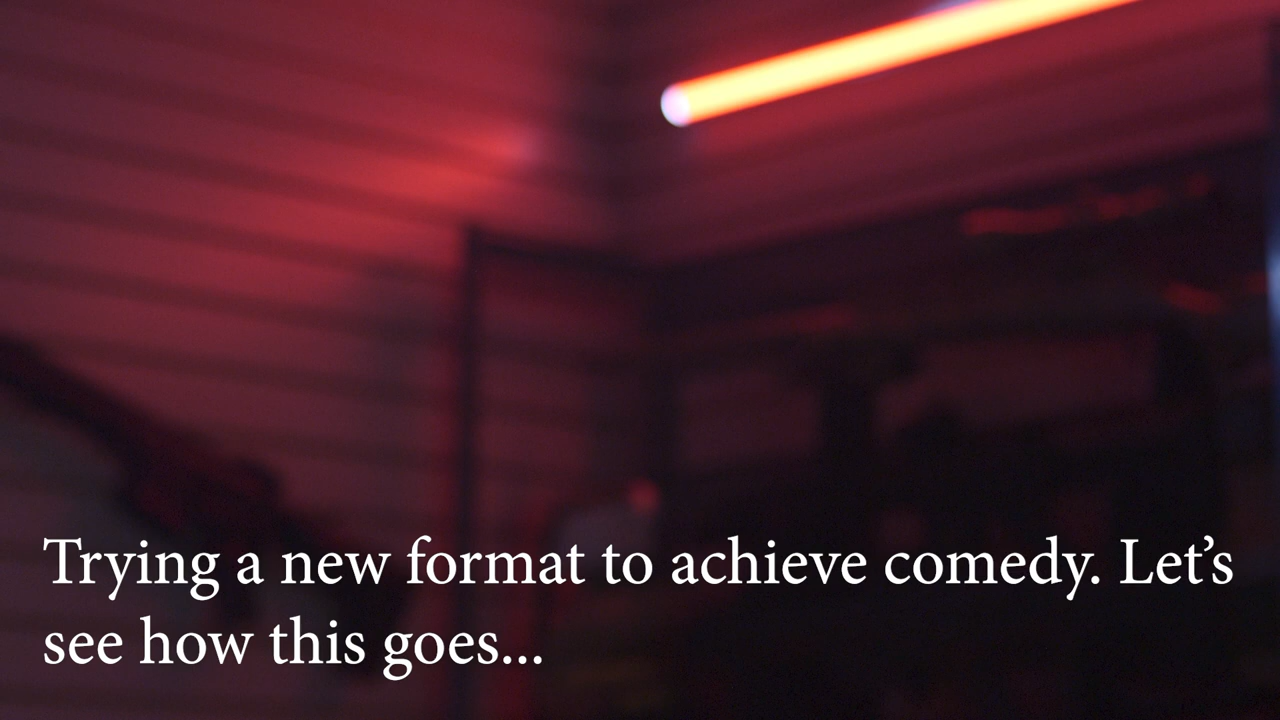 Trying a new format to achieve comedy. Let’s
see how this goes...